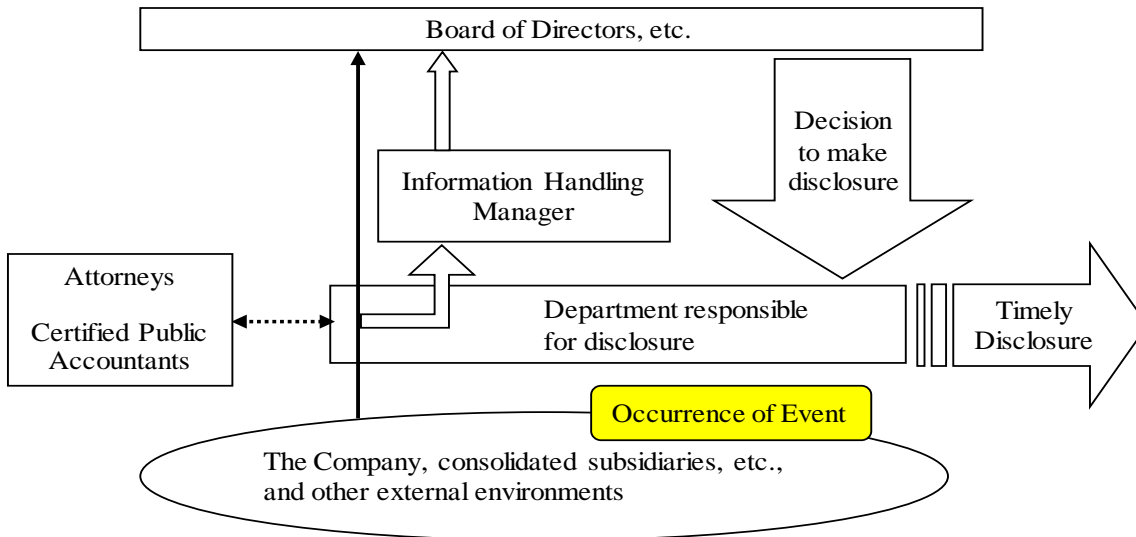 Board of Directors, etc.
Decision
to make
disclosure
Information Handling
Manager
Attorneys
Certified Public
Accountants
Department responsible
for disclosure
Timely
Disclosure
Occurrence of Event
The Company, consolidated subsidiaries, etc.,
and other external environments